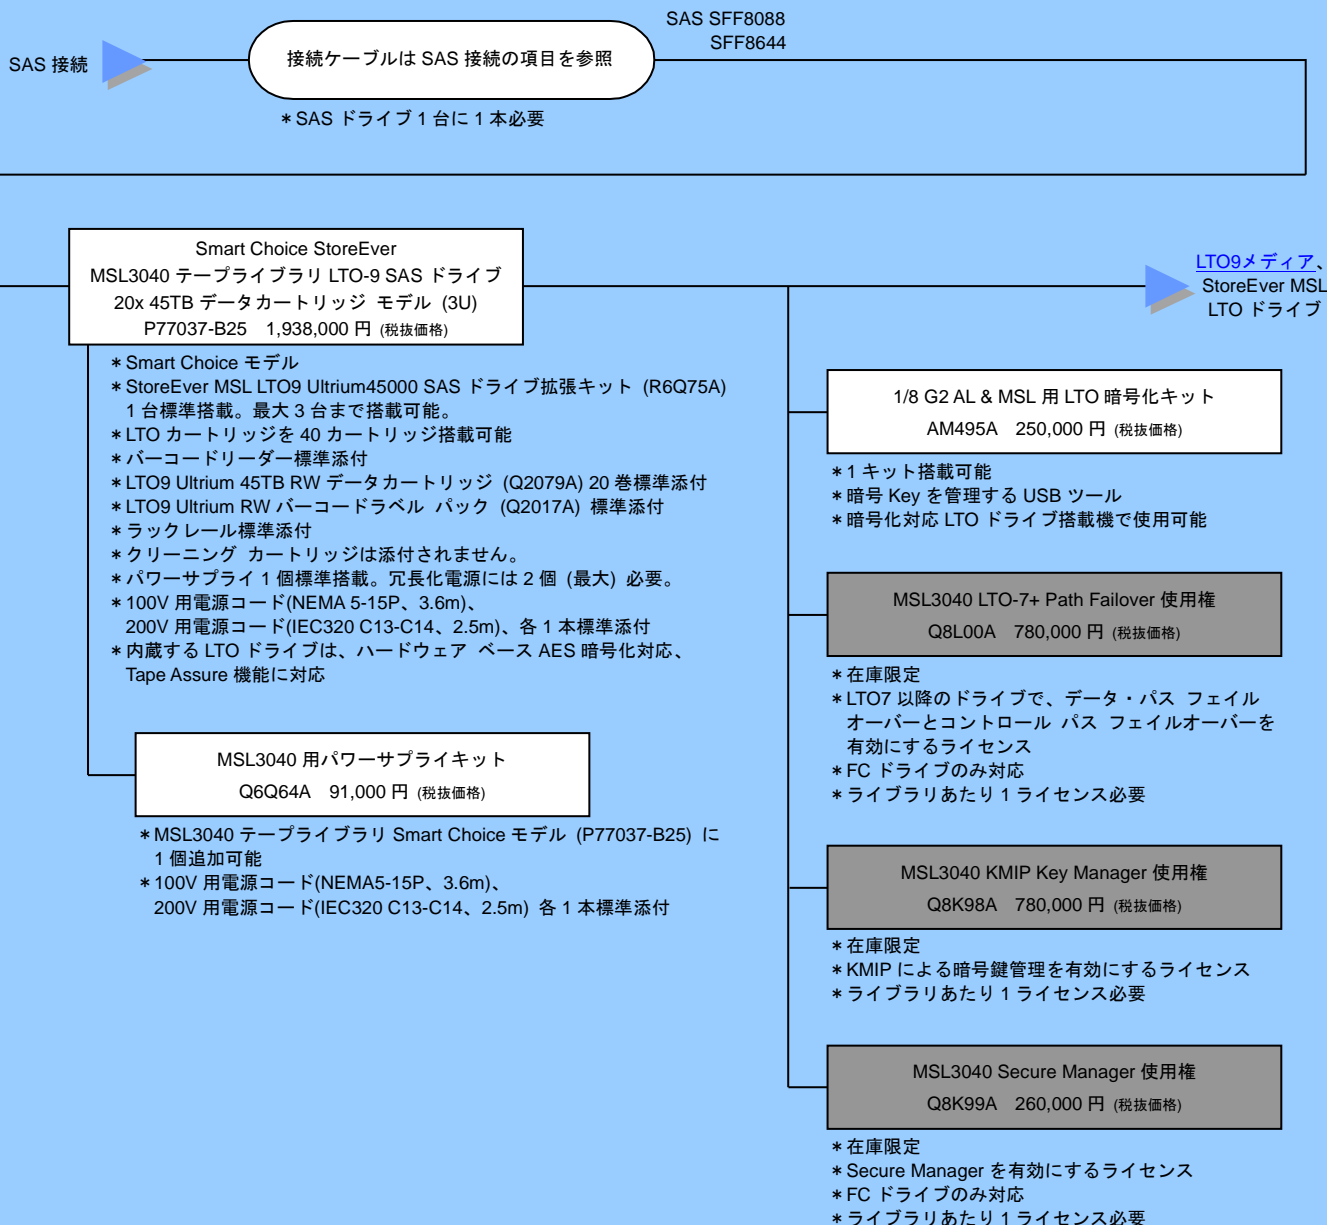 SAS SFF8088
SFF8644
SAS 接続
接続ケーブルは SAS 接続の項目を参照
＊SAS ドライブ 1 台に 1 本必要
Smart Choice StoreEver
MSL3040 テープライブラリ LTO-9 SAS ドライブ
20x 45TB データカートリッジ モデル (3U)
P77037-B25　1,938,000 円 (税抜価格)
＊Smart Choice モデル
＊StoreEver MSL LTO9 Ultrium45000 SAS ドライブ拡張キット (R6Q75A)
1 台標準搭載。最大 3 台まで搭載可能。
＊LTO カートリッジを 40 カートリッジ搭載可能
＊バーコードリーダー標準添付
＊LTO9 Ultrium 45TB RW データカートリッジ (Q2079A) 20 巻標準添付
＊LTO9 Ultrium RW バーコードラベル パック (Q2017A) 標準添付
＊ラックレール標準添付
＊クリーニング カートリッジは添付されません。
＊パワーサプライ 1 個標準搭載。冗長化電源には 2 個 (最大) 必要。
＊100V 用電源コード(NEMA 5-15P、3.6m)、
200V 用電源コード(IEC320 C13-C14、2.5m)、各 1 本標準添付
＊内蔵する LTO ドライブは、ハードウェア ベース AES 暗号化対応、
Tape Assure 機能に対応
MSL3040 用パワーサプライキット
Q6Q64A　91,000 円 (税抜価格)
＊MSL3040 テープライブラリ Smart Choice モデル (P77037-B25) に
1 個追加可能
＊100V 用電源コード(NEMA5-15P、3.6m)、
200V 用電源コード(IEC320 C13-C14、2.5m) 各 1 本標準添付
LTO9メディア、
StoreEver MSL
LTO ドライブ
1/8 G2 AL & MSL 用 LTO 暗号化キット
AM495A　250,000 円 (税抜価格)
＊1 キット搭載可能
＊暗号 Key を管理する USB ツール
＊暗号化対応 LTO ドライブ搭載機で使用可能
MSL3040 LTO-7+ Path Failover 使用権
Q8L00A　780,000 円 (税抜価格)
＊在庫限定
＊LTO7 以降のドライブで、データ・パス フェイル
オーバーとコントロール パス フェイルオーバーを
有効にするライセンス
＊FC ドライブのみ対応
＊ライブラリあたり 1 ライセンス必要
MSL3040 KMIP Key Manager 使用権
Q8K98A　780,000 円 (税抜価格)
＊在庫限定
＊KMIP による暗号鍵管理を有効にするライセンス
＊ライブラリあたり 1 ライセンス必要
MSL3040 Secure Manager 使用権
Q8K99A　260,000 円 (税抜価格)
＊在庫限定
＊Secure Manager を有効にするライセンス
＊FC ドライブのみ対応
＊ライブラリあたり 1 ライセンス必要